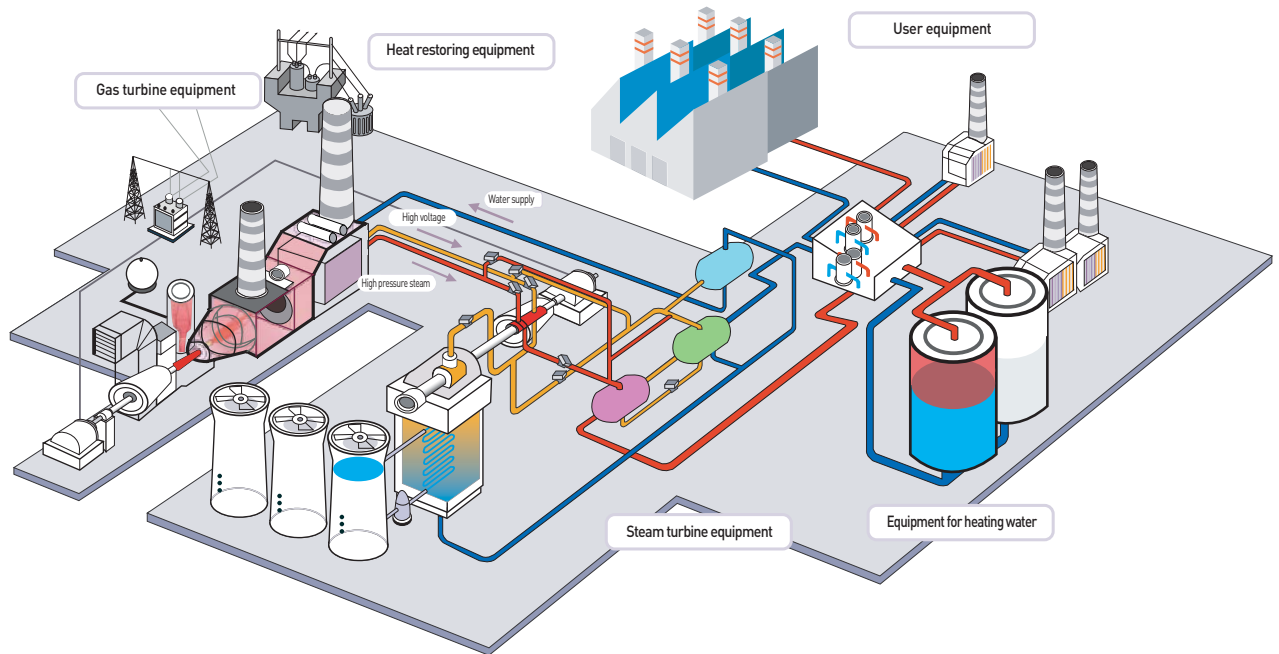 Heat restoring equipment
User equipment
Gas turbine equipment
Water supply
High voltage
High pressure steam
Steam turbine equipment
Equipment for heating water